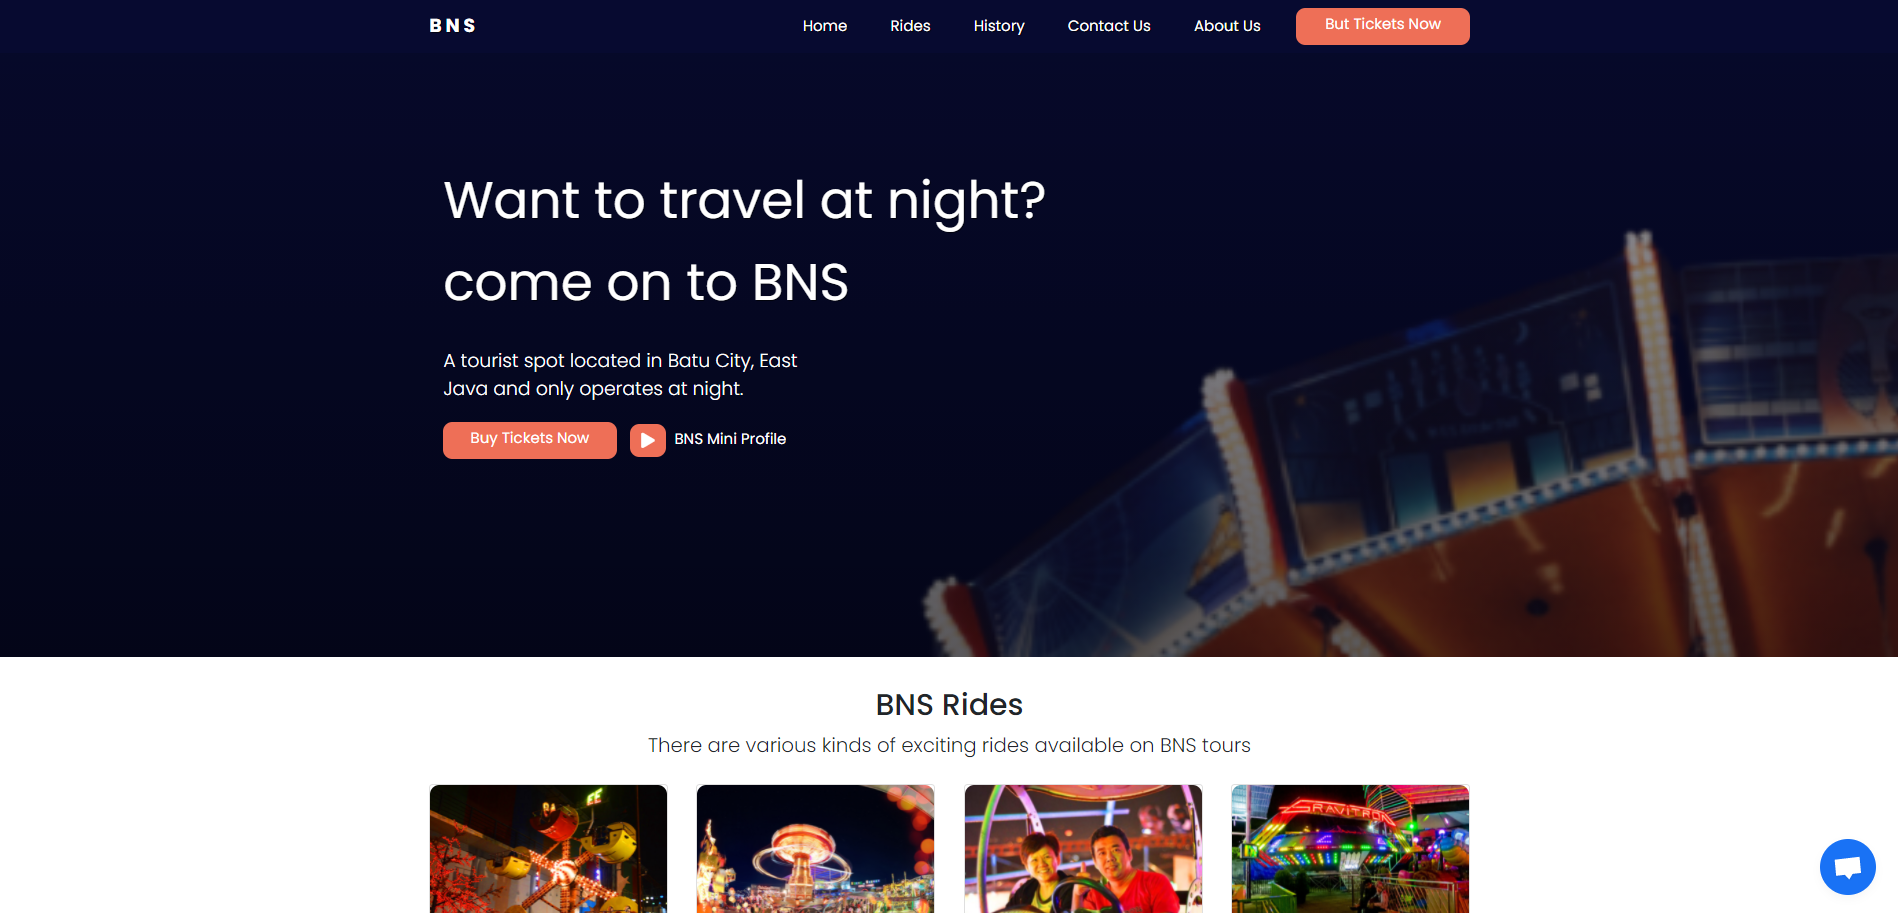 BNS
Home
Rides
History
Contact Us
About Us
But Tickets Now
Want to travel at night?
come on to BNS
A tourist spot located in Batu City, East
Java and only operates at night.
Buy Tickets Now
BNS Mini Profile
BNS Rides
There are various kinds of exciting rides available on BNS tours
GRAVITRON